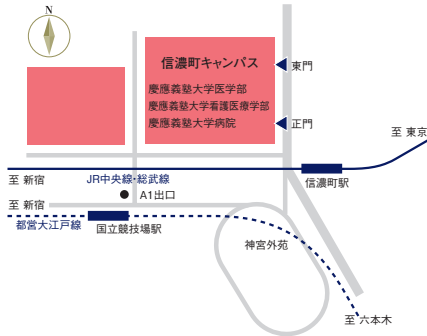 N
信濃町キャンパス
慶應義塾大学医学部
慶應義塾大学看護医療学部
慶應義塾大学病院
東門
正門
至 東京
至 新宿
JR中央線・総武線
信濃町駅
A1出口
至 新宿
都営大江戸線
国立競技場駅
神宮外苑
至 六本木